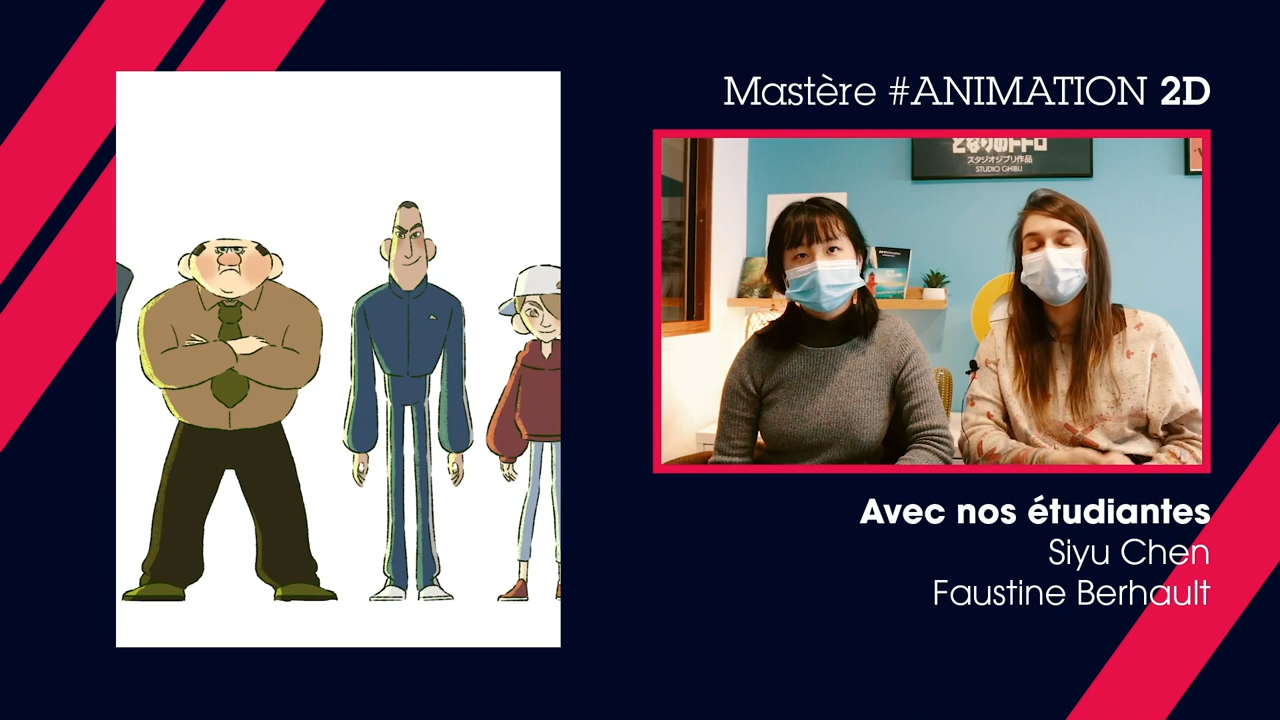 Mastère #ANIMATION 2D
となりのトトロ
スタジオジブリ作品
STUDIO GHIBLI
Avec nos étudiantes
Siyu Chen
Faustine Berhault